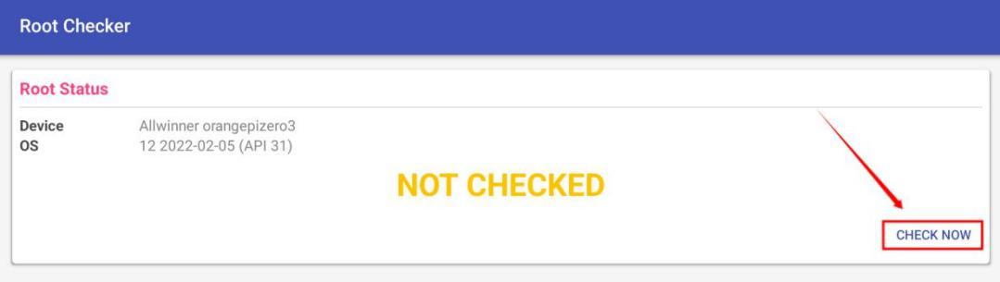 Root Checker
Root Status
Device Allwinner orangepizero3
OS 12 2022-02-05 (API 31)
NOT CHECKED
CHECK NOW